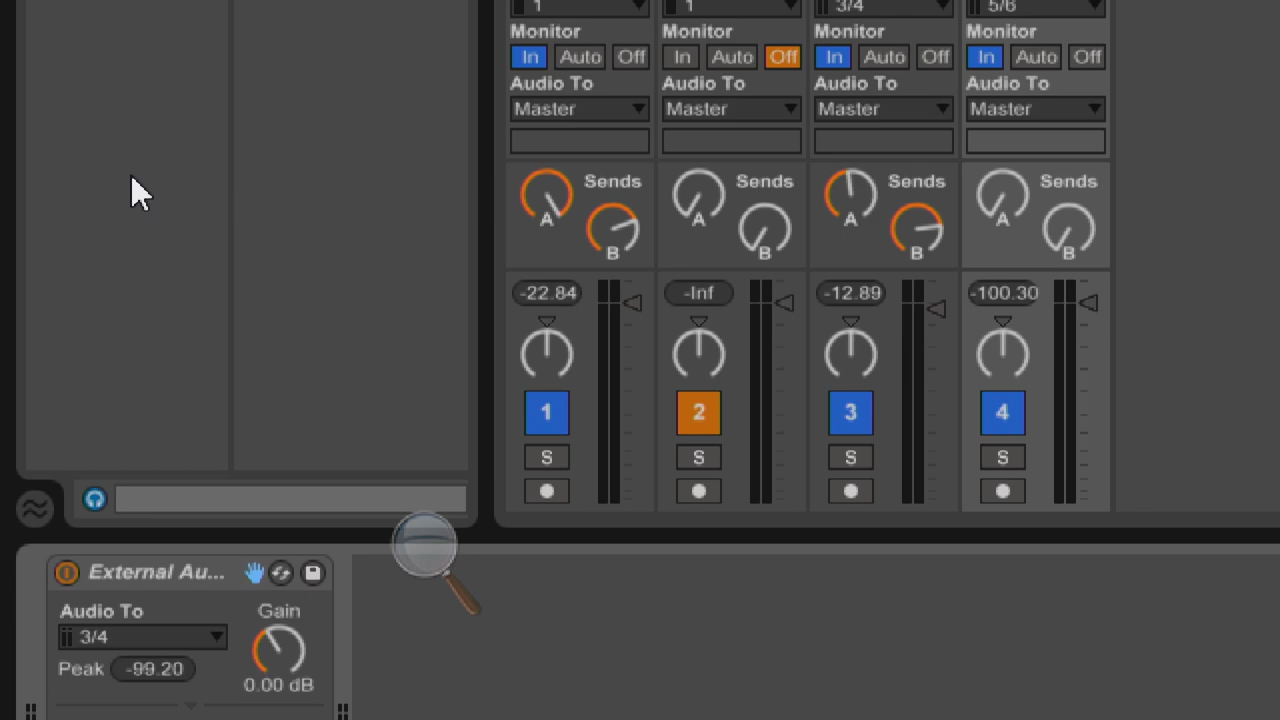 1 1 3/4 5/6
Monitor Monitor Monitor Monitor
In Auto Off In Auto Off In Auto Off In Auto Off
Audio To Audio To Audio To Audio To
Master Master Master Master
Sends Sends Sends Sends
A A A A
B B B B
-22.84 -Inf -12.89 -100.30
1 2 3 4
S S S S
External Au...
Audio To Gain
3/4
Peak -99.20
0.00 dB